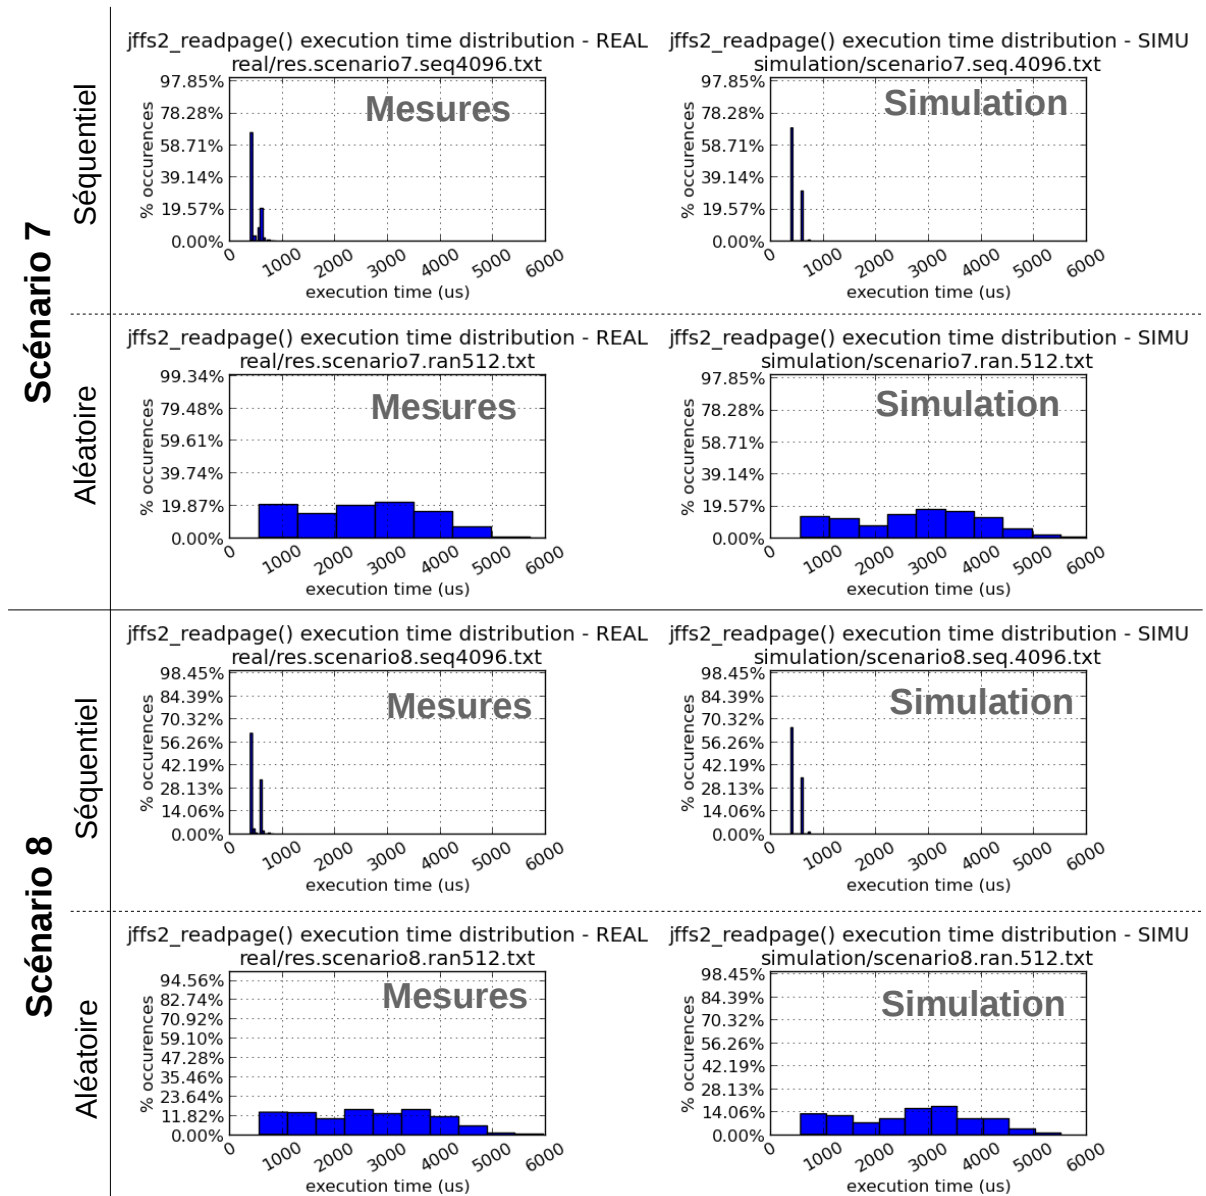 Scénario 7
Séquentiel
jffs2_readpage() execution time distribution - REAL
real/res.scenario7.seq4096.txt
Mesures
97.85%
78.28%
58.71%
39.14%
19.57%
0.00%
% occurences
0 1000 2000 3000 4000 5000 6000
execution time (us)
jffs2_readpage() execution time distribution - SIMU
simulation/scenario7.seq.4096.txt
Simulation
97.85%
78.28%
58.71%
39.14%
19.57%
0.00%
% occurences
0 1000 2000 3000 4000 5000 6000
execution time (us)
Aléatoire
jffs2_readpage() execution time distribution - REAL
real/res.scenario7.ran512.txt
Mesures
99.34%
79.48%
59.61%
39.74%
19.87%
0.00%
% occurences
0 1000 2000 3000 4000 5000 6000
execution time (us)
jffs2_readpage() execution time distribution - SIMU
simulation/scenario7.ran.512.txt
Simulation
97.85%
78.28%
58.71%
39.14%
19.57%
0.00%
% occurences
0 1000 2000 3000 4000 5000 6000
execution time (us)
Scénario 8
Séquentiel
jffs2_readpage() execution time distribution - REAL
real/res.scenario8.seq4096.txt
Mesures
98.45%
84.39%
70.32%
56.26%
42.19%
28.13%
14.06%
0.00%
% occurences
0 1000 2000 3000 4000 5000 6000
execution time (us)
jffs2_readpage() execution time distribution - SIMU
simulation/scenario8.seq.4096.txt
Simulation
98.45%
84.39%
70.32%
56.26%
42.19%
28.13%
14.06%
0.00%
% occurences
0 1000 2000 3000 4000 5000 6000
execution time (us)
Aléatoire
jffs2_readpage() execution time distribution - REAL
real/res.scenario8.ran512.txt
Mesures
94.56%
82.74%
70.92%
59.10%
47.28%
35.46%
23.64%
11.82%
0.00%
% occurences
0 1000 2000 3000 4000 5000 6000
execution time (us)
jffs2_readpage() execution time distribution - SIMU
simulation/scenario8.ran.512.txt
Simulation
98.45%
84.39%
70.32%
56.26%
42.19%
28.13%
14.06%
0.00%
% occurences
0 1000 2000 3000 4000 5000 6000
execution time (us)